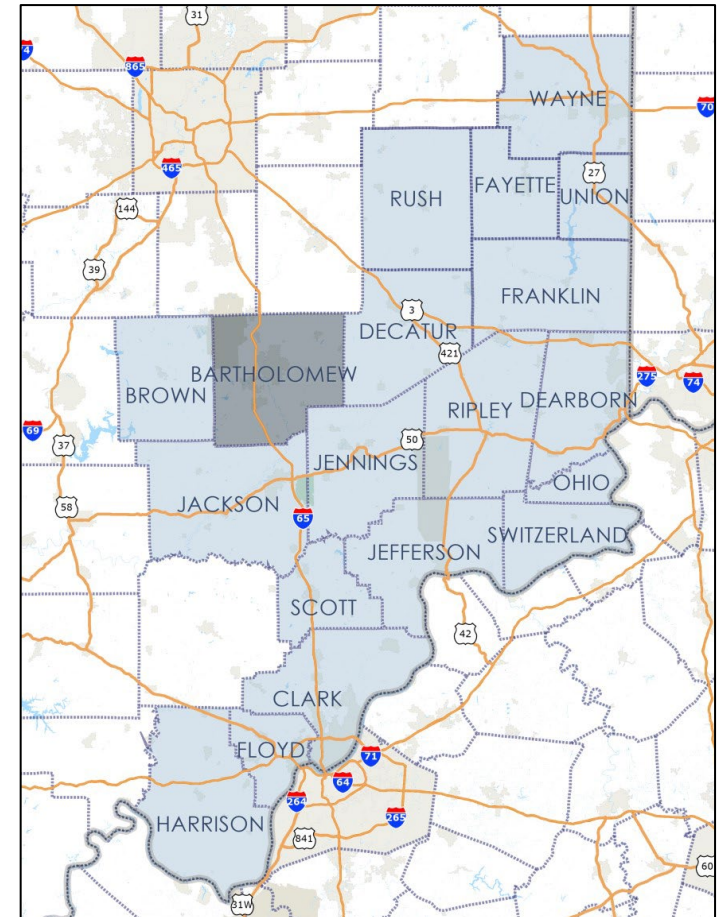 31
4
865
WAYNE
70
465
RUSH
FAYETTE
27
UNION
144
39
FRANKLIN
3
DECATUR
421
BARTHOLOMEW
BROWN
275
74
DEARBORN
RIPLEY
69
37
50
JENNINGS
OHIO
58
JACKSON
65
SWITZERLAND
JEFFERSON
SCOTT
42
CLARK
FLOYD
71
64
264
265
HARRISON
841
60
31W